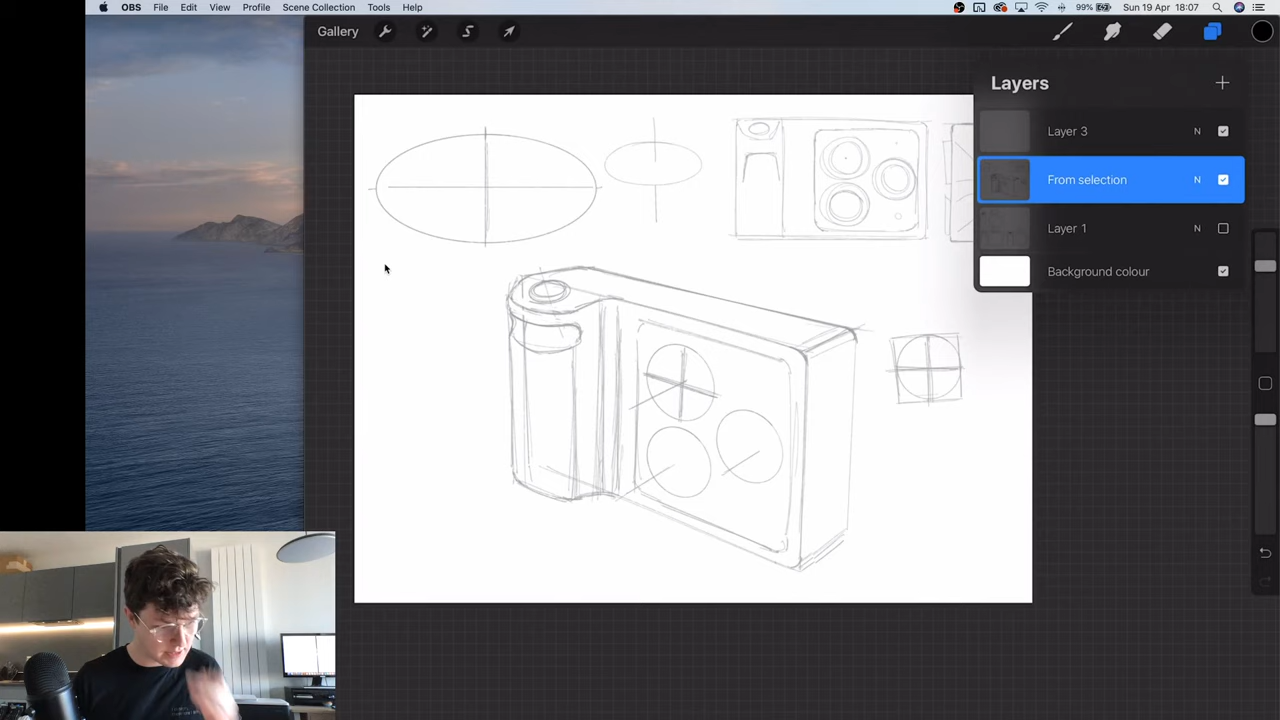 OBS File Edit View Profile Scene Collection Tools Help 99% Sun 19 Apr 18:07
Gallery
Layers
Layer 3 N
From selection N
Layer 1 N
Background colour